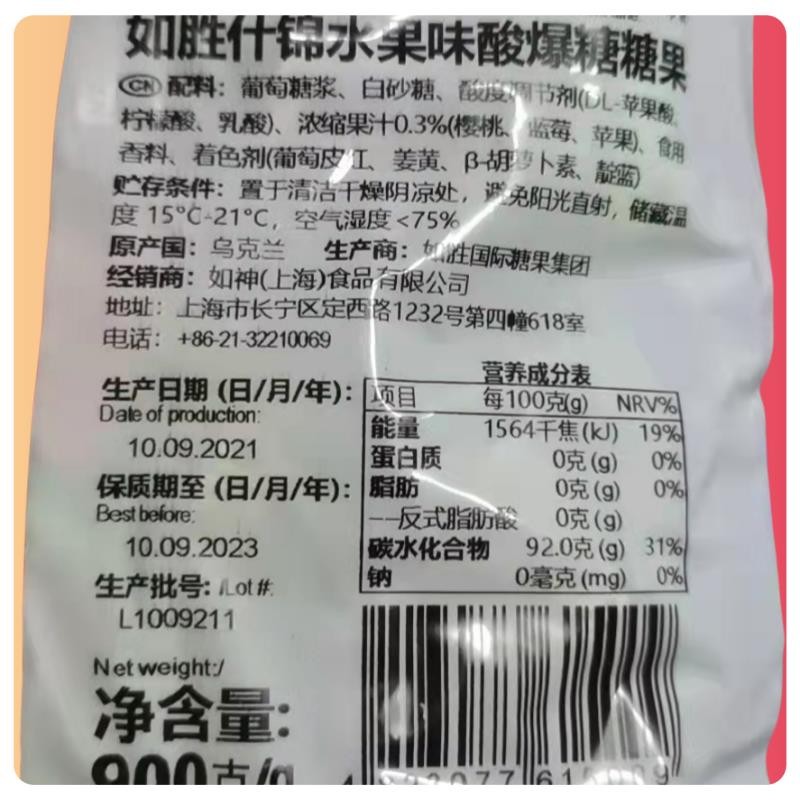 如胜什锦水果味酸爆糖糖果
CN 配料：葡萄糖浆、白砂糖、酸度调节剂(DL-苹果酸、
柠檬酸、乳酸)、浓缩果汁0.3%(樱桃、蓝莓、苹果)、食用
香料、着色剂(葡萄皮红、姜黄、β-胡萝卜素、靛蓝)
贮存条件：置于清洁干燥阴凉处，避免阳光直射，储藏温
度 15°C-21°C，空气湿度<75%
原产国：乌克兰 生产商：如胜国际糖果集团
经销商：如神(上海)食品有限公司
地址：上海市长宁区定西路1232号第四幢618室
电话：+86-21-32210069
营养成分表
项目 每100克(g) NRV%
能量 1564千焦(kJ) 19%
蛋白质 0克(g) 0%
脂肪 0克(g) 0%
---反式脂肪酸 0克(g)
碳水化合物 92.0克(g) 31%
钠 0毫克(mg) 0%
生产日期 (日/月/年)：
Date of production:
10.09.2021
保质期至 (日/月/年)：
Best before:
10.09.2023
生产批号: /Lot #:
L1009211
Net weight:/
净含量:
900克/g